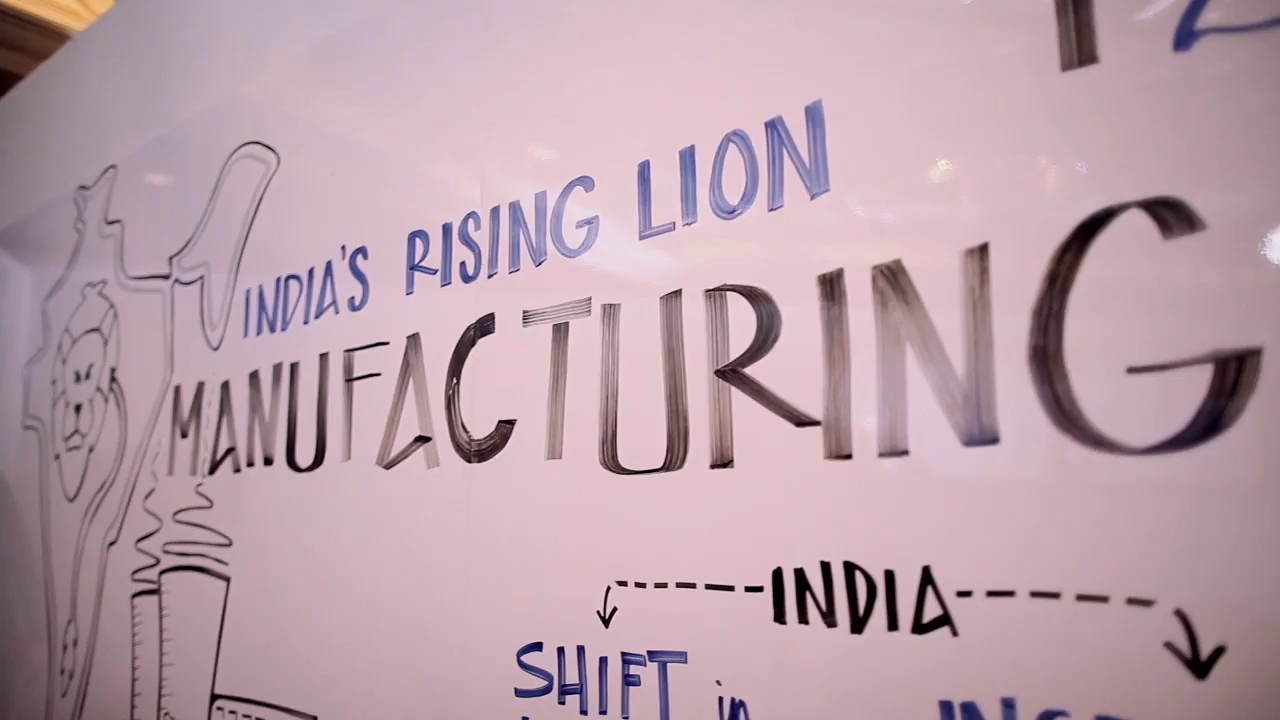 INDIA'S RISING LION
MANUFACTURING
INDIA
SHIFT in